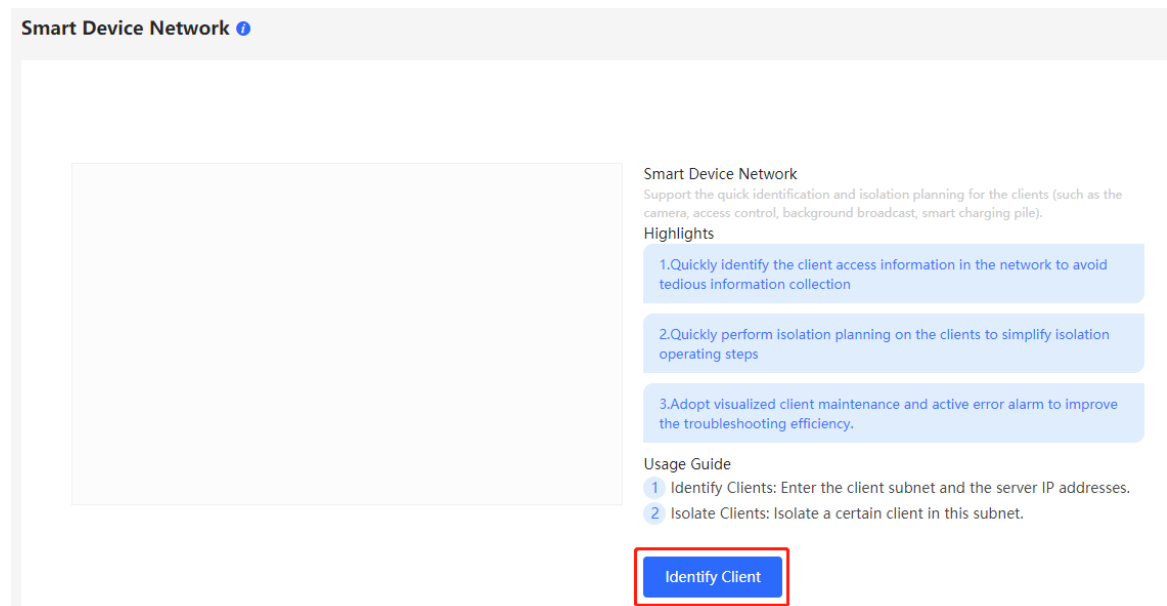 Smart Device Network
Smart Device Network
Support the quick identification and isolation planning for the clients (such as the
camera, access control, background broadcast, smart charging pile).
Highlights
1.Quickly identify the client access information in the network to avoid
tedious information collection
2.Quickly perform isolation planning on the clients to simplify isolation
operating steps
3.Adopt visualized client maintenance and active error alarm to improve
the troubleshooting efficiency.
Usage Guide
1 Identify Clients: Enter the client subnet and the server IP addresses.
2 Isolate Clients: Isolate a certain client in this subnet.
Identify Client